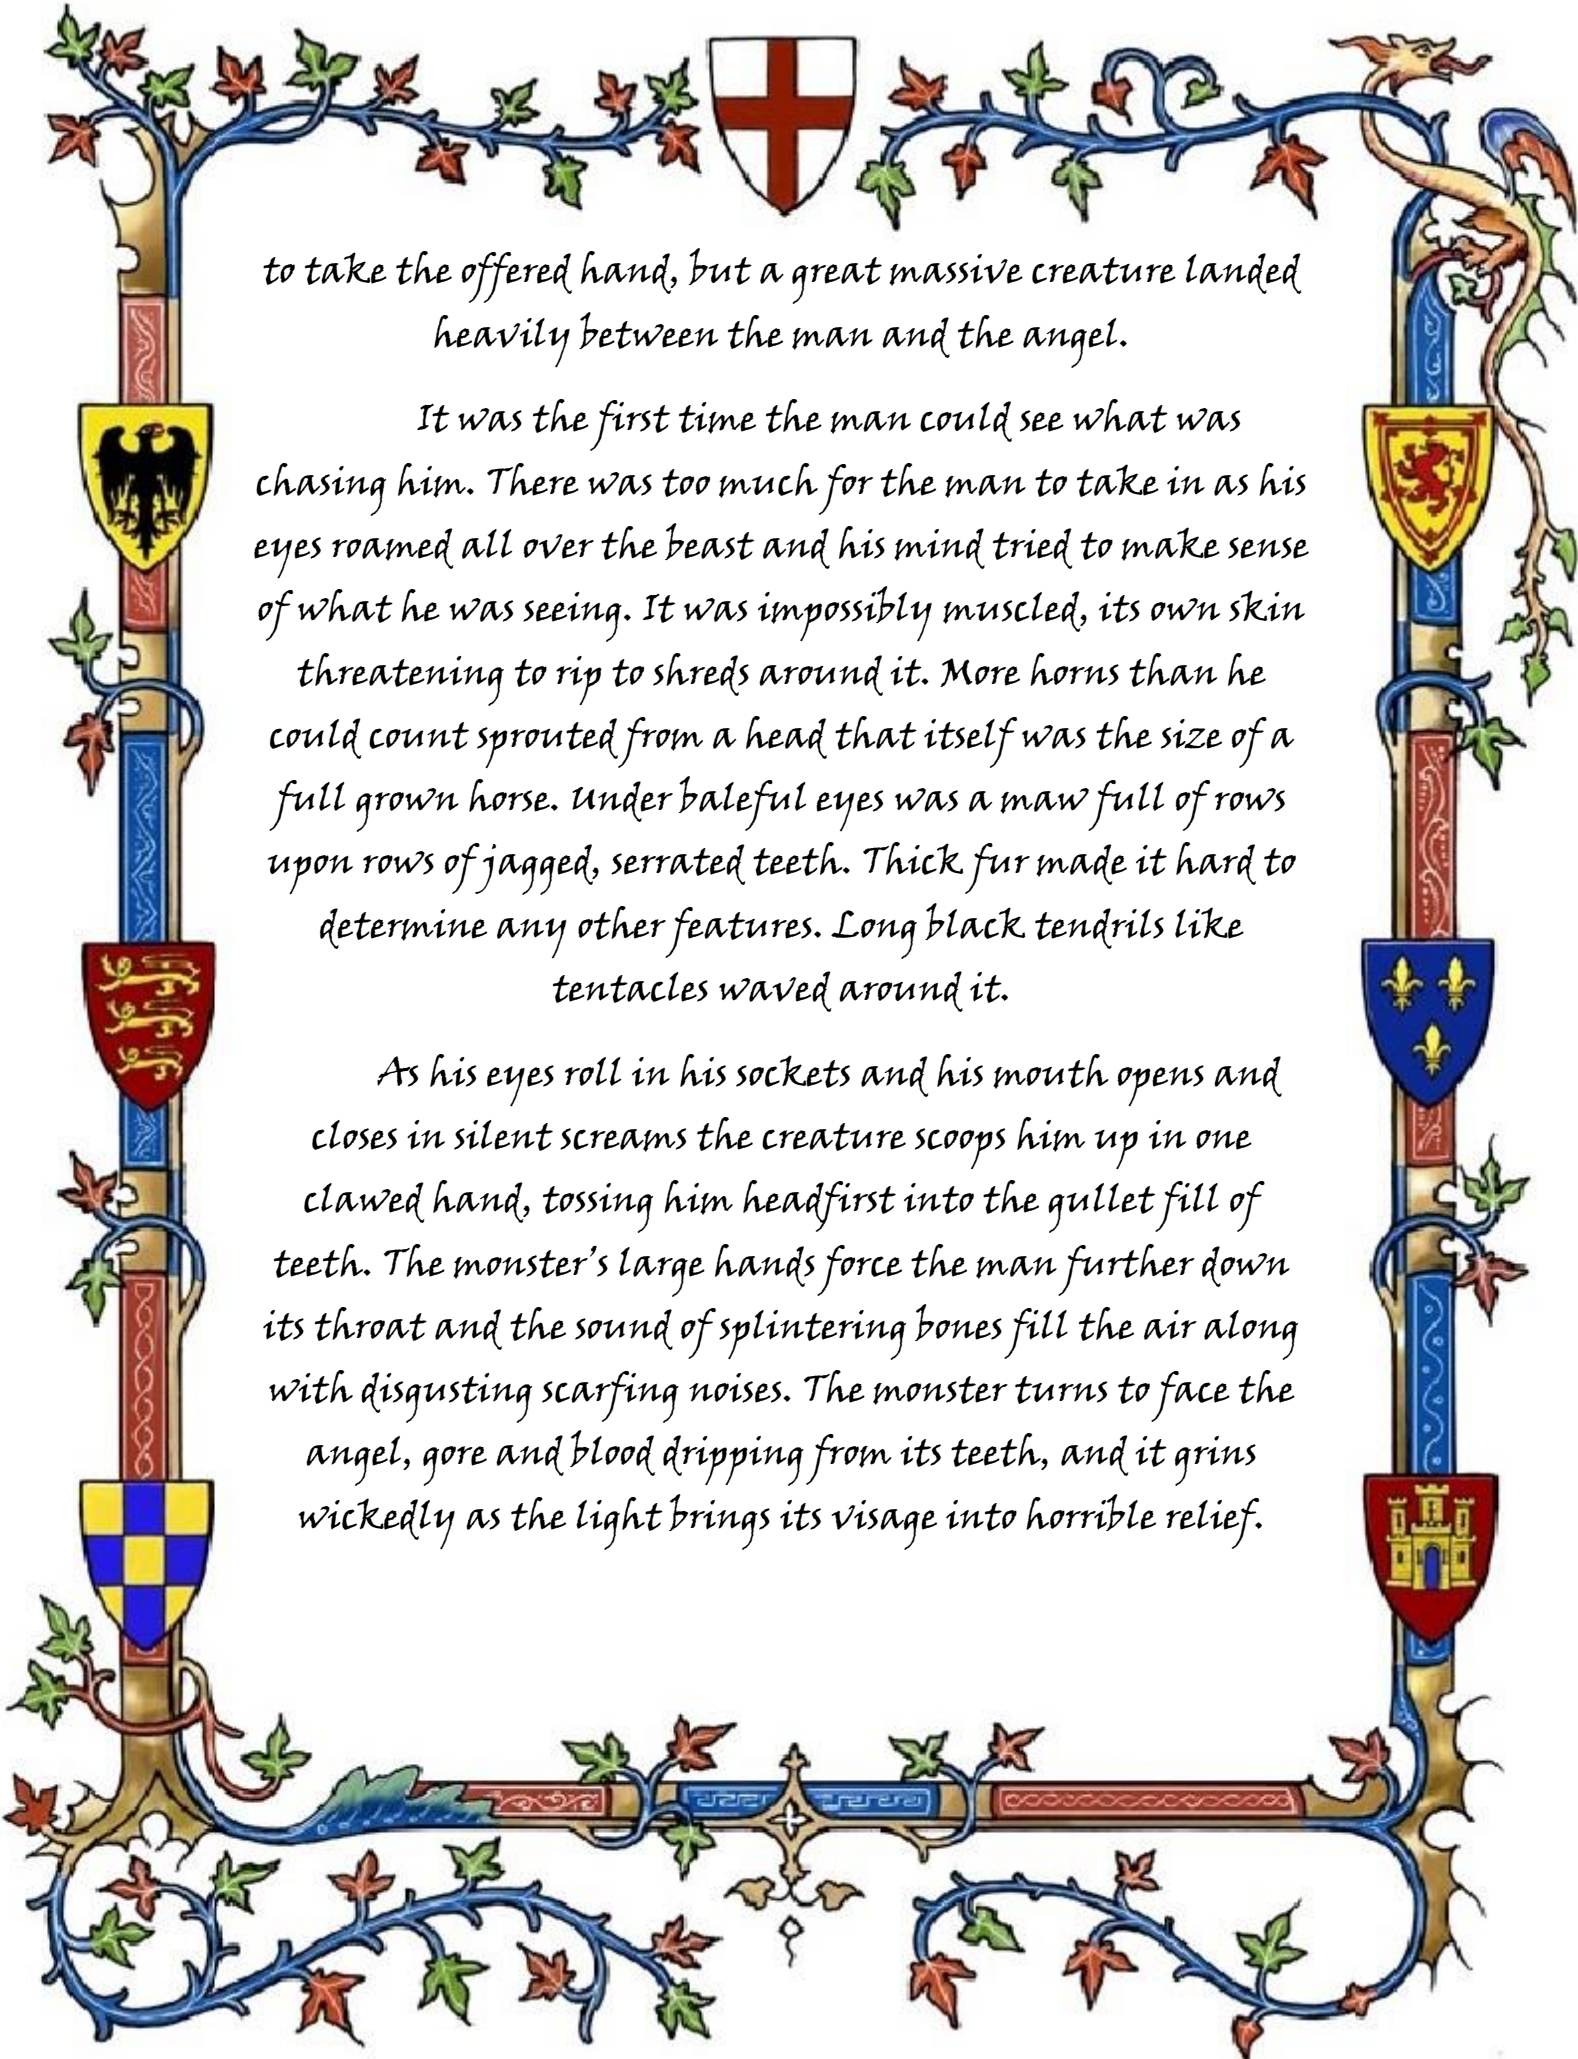 to take the offered hand, but a great massive creature landed
heavily between the man and the angel.
It was the first time the man could see what was
chasing him. There was too much for the man to take in as his
eyes roamed all over the beast and his mind tried to make sense
of what he was seeing. It was impossibly muscled, its own skin
threatening to rip to shreds around it. More horns than he
could count sprouted from a head that itself was the size of a
full grown horse. Under baleful eyes was a maw full of rows
upon rows of jagged, serrated teeth. Thick fur made it hard to
determine any other features. Long black tendrils like
tentacles waved around it.
As his eyes roll in his sockets and his mouth opens and
closes in silent screams the creature scoops him up in one
clawed hand, tossing him headfirst into the gullet fill of
teeth. The monster's large hands force the man further down
its throat and the sound of splintering bones fill the air along
with disgusting scarfing noises. The monster turns to face the
angel, gore and blood dripping from its teeth, and it grins
wickedly as the light brings its visage into horrible relief.